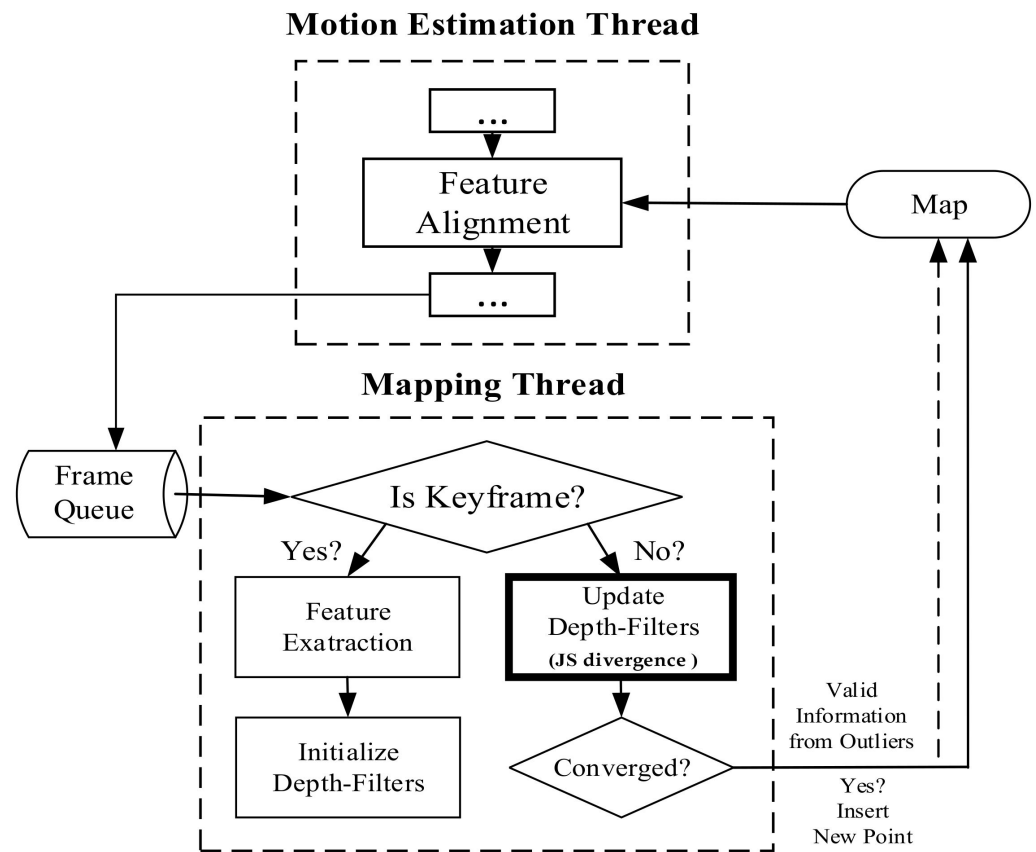 Motion Estimation Thread
...
Feature
Alignment
...
Map
Mapping Thread
Frame
Queue
Is Keyframe?
Yes?
No?
Feature
Exatraction
Update
Depth-Filters
(JS divergence )
Initialize
Depth-Filters
Converged?
Valid
Information
from Outliers
Yes?
Insert
New Point